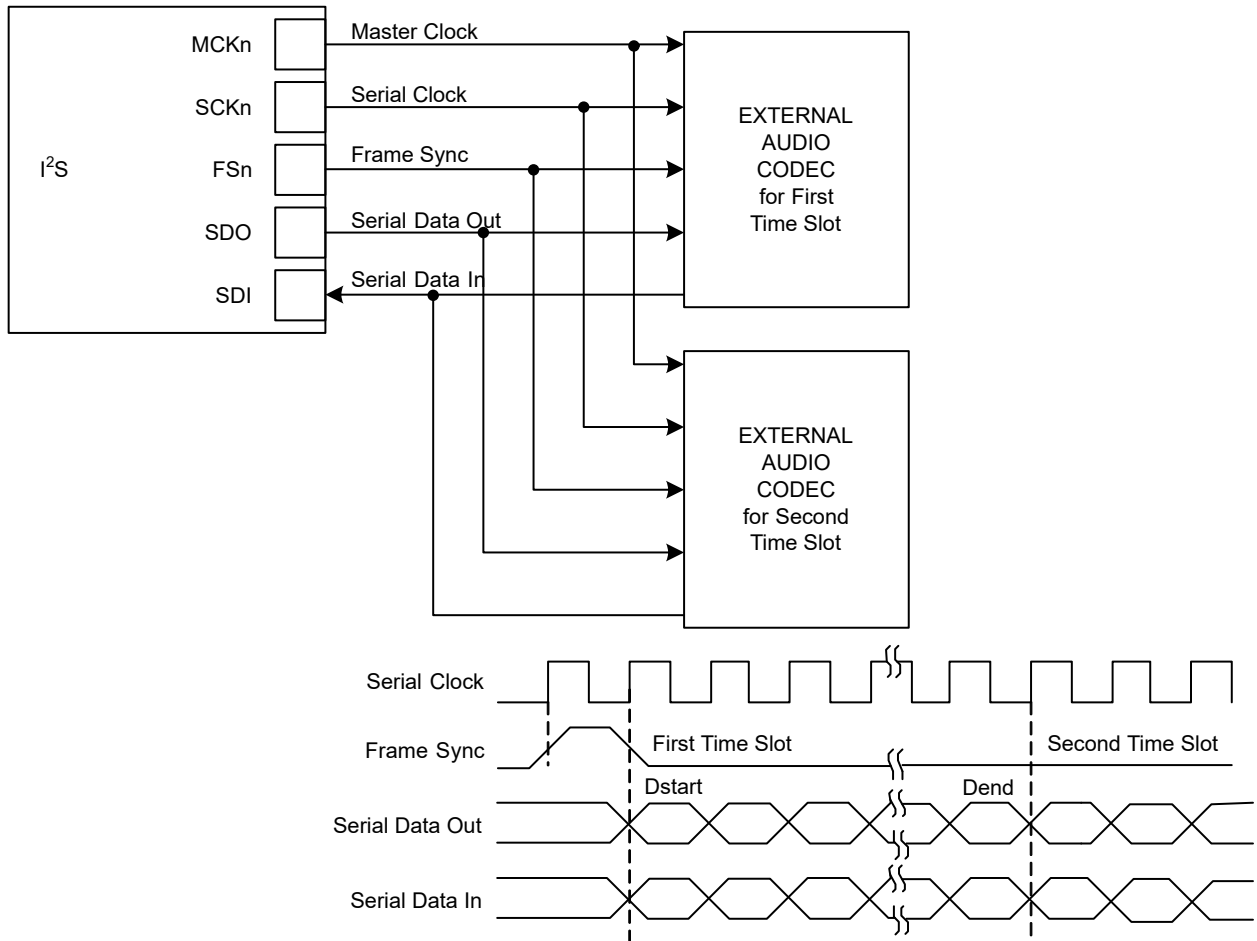 MCKn
Master Clock
SCKn
Serial Clock
I²S
FSn
Frame Sync
SDO
Serial Data Out
SDI
Serial Data In
EXTERNAL
AUDIO
CODEC
for First
Time Slot
EXTERNAL
AUDIO
CODEC
for Second
Time Slot
Serial Clock
Frame Sync
First Time Slot
Second Time Slot
Dstart
Dend
Serial Data Out
Serial Data In